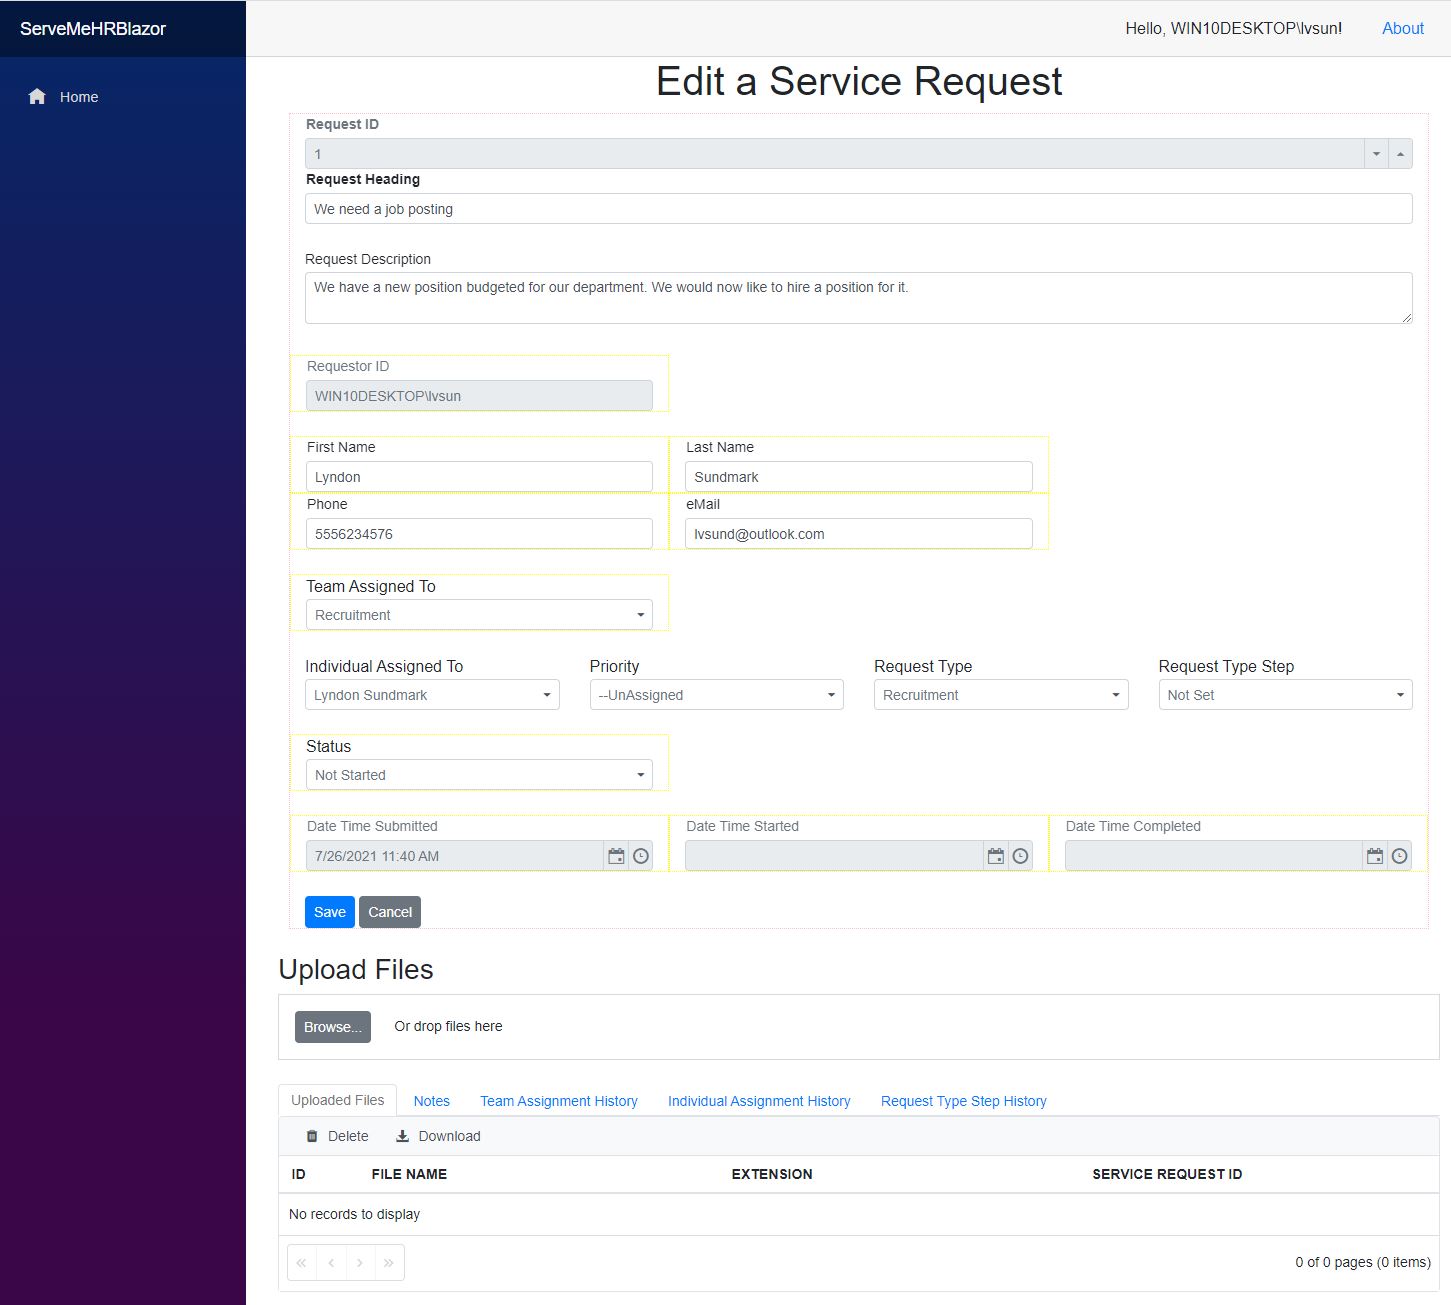 ServeMeHRBlazor
Hello, WIN10DESKTOP\lvsun! About
Home
Edit a Service Request
Request ID
1
Request Heading
We need a job posting
Request Description
We have a new position budgeted for our department. We would now like to hire a position for it.
Requestor ID
WIN10DESKTOP\lvsun
First Name Last Name
Lyndon Sundmark
Phone eMail
5556234576 lvsund@outlook.com
Team Assigned To
Recruitment
Individual Assigned To Priority Request Type Request Type Step
Lyndon Sundmark --UnAssigned Recruitment Not Set
Status
Not Started
Date Time Submitted Date Time Started Date Time Completed
7/26/2021 11:40 AM
Save Cancel
Upload Files
Browse... Or drop files here
Uploaded Files Notes Team Assignment History Individual Assignment History Request Type Step History
Delete Download
ID FILE NAME EXTENSION SERVICE REQUEST ID
No records to display
« ‹ › » 0 of 0 pages (0 items)